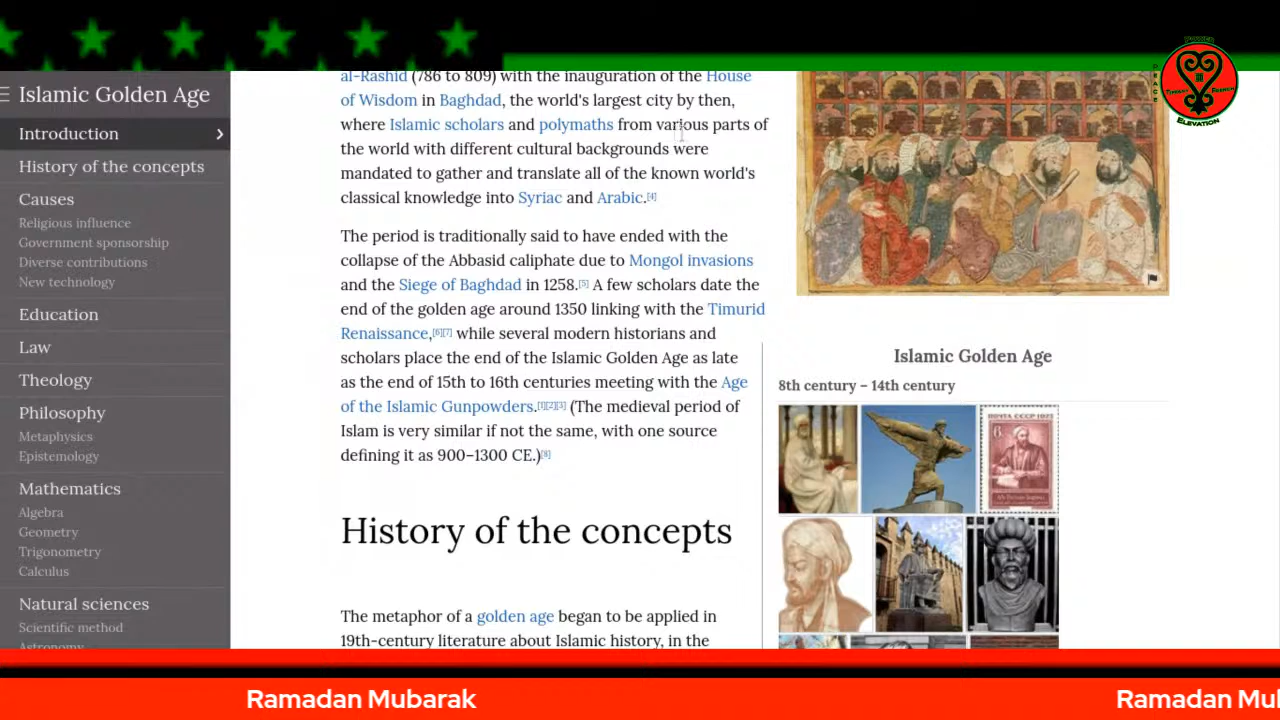 Islamic Golden Age
Introduction
History of the concepts
Causes
Religious influence
Government sponsorship
Diverse contributions
New technology
Education
Law
Theology
Philosophy
Metaphysics
Epistemology
Mathematics
Algebra
Geometry
Trigonometry
Calculus
Natural sciences
Scientific method
Astronomy
al-Rashid (786 to 809) with the inauguration of the House
of Wisdom in Baghdad, the world's largest city by then,
where Islamic scholars and polymaths from various parts of
the world with different cultural backgrounds were
mandated to gather and translate all of the known world's
classical knowledge into Syriac and Arabic.[4]
The period is traditionally said to have ended with the
collapse of the Abbasid caliphate due to Mongol invasions
and the Siege of Baghdad in 1258.[5] A few scholars date the
end of the golden age around 1350 linking with the Timurid
Renaissance,[6][7] while several modern historians and
scholars place the end of the Islamic Golden Age as late
as the end of 15th to 16th centuries meeting with the Age
of the Islamic Gunpowders.[1][2][3] (The medieval period of
Islam is very similar if not the same, with one source
defining it as 900–1300 CE.)[8]
History of the concepts
The metaphor of a golden age began to be applied in
19th-century literature about Islamic history, in the
Islamic Golden Age
8th century – 14th century
ПОЧТА СССР 1973
6
PEACE
POWER
French
ELEVATION
Ramadan Mubarak
Ramadan Mu